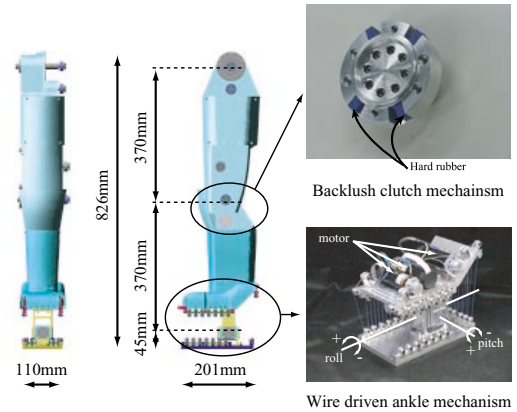 826mm
370mm
370mm
45mm
110mm
201mm
Hard rubber
Backlush clutch mechainsm
motor
+
-
roll
-
+
pitch
Wire driven ankle mechanism